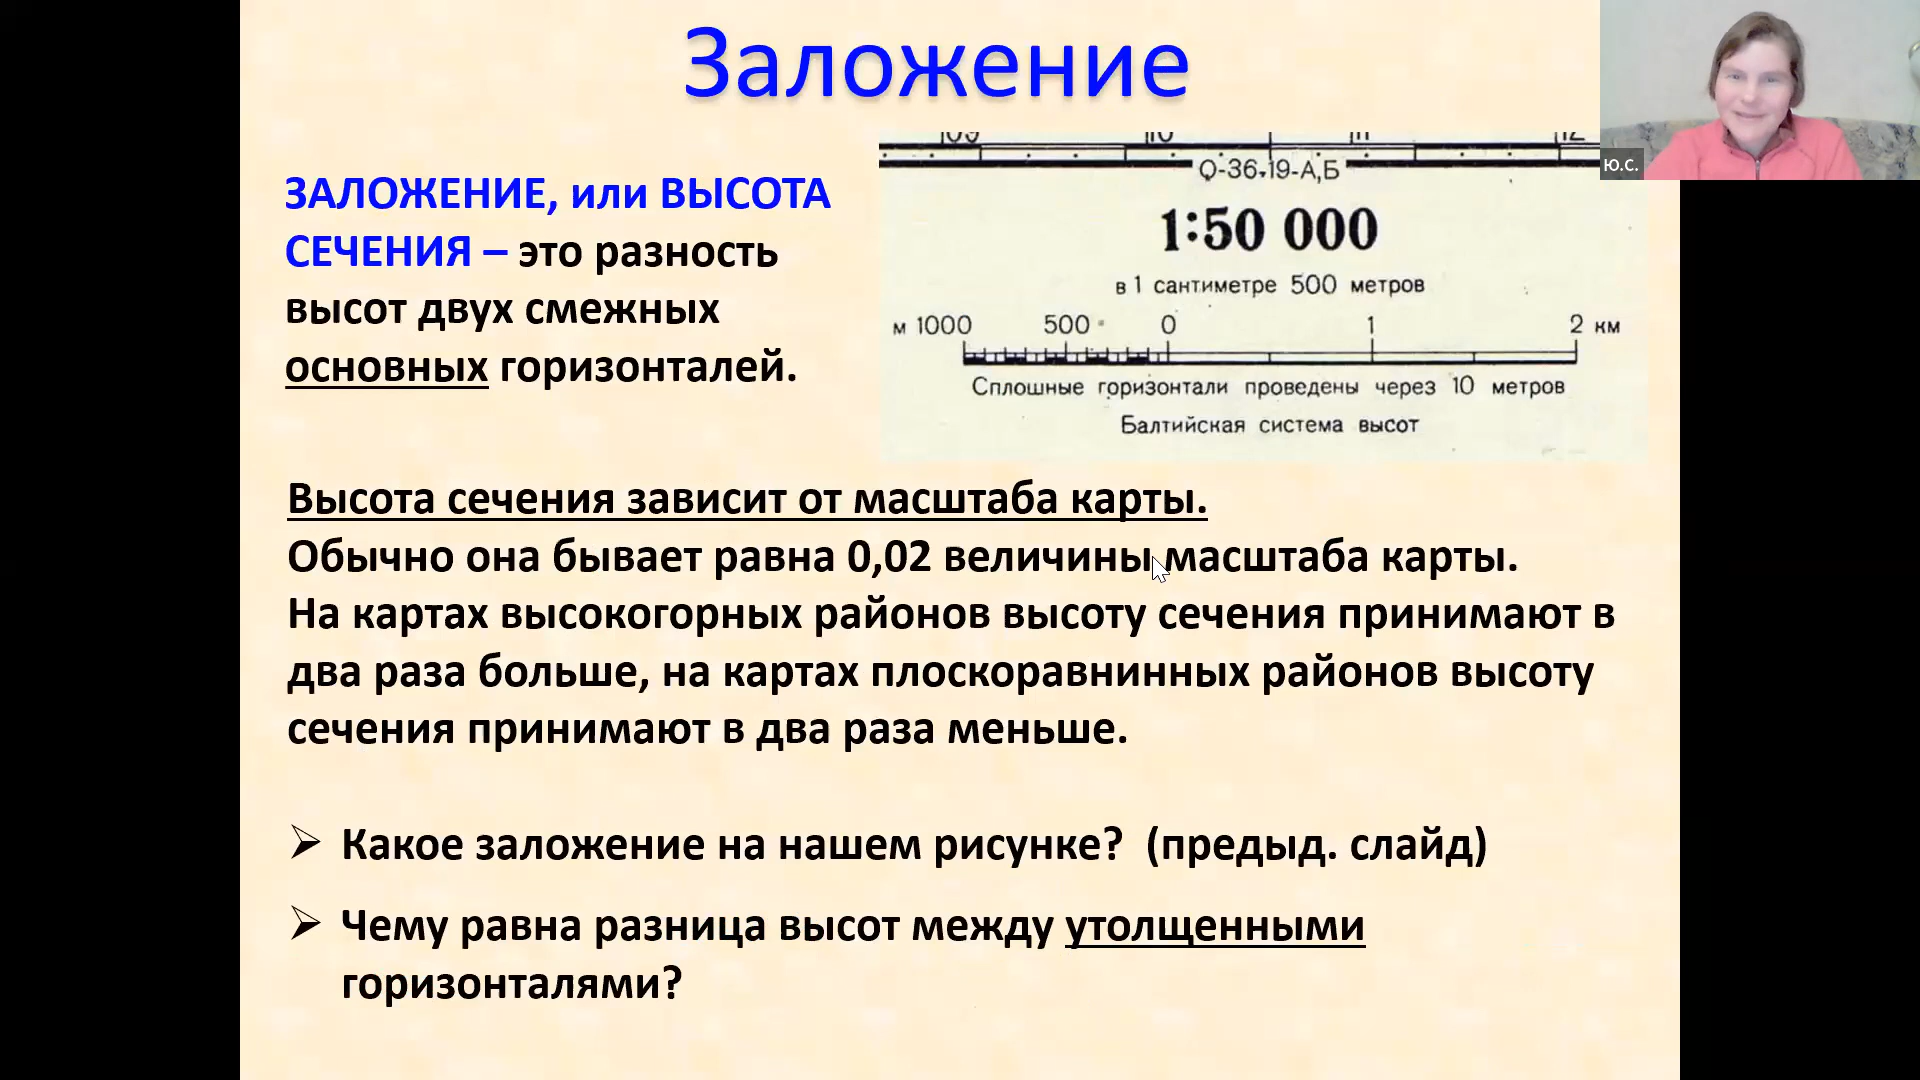 Заложение
ЗАЛОЖЕНИЕ, или ВЫСОТА
СЕЧЕНИЯ – это разность
высот двух смежных
основных горизонталей.
Q-36-19-А,Б
1:50 000
в 1 сантиметре 500 метров
м 1000 500 0 1 2 км
Сплошные горизонтали проведены через 10 метров
Балтийская система высот
Ю.С.
Высота сечения зависит от масштаба карты.
Обычно она бывает равна 0,02 величины масштаба карты.
На картах высокогорных районов высоту сечения принимают в
два раза больше, на картах плоскоравнинных районов высоту
сечения принимают в два раза меньше.
➢ Какое заложение на нашем рисунке? (предыд. слайд)
➢ Чему равна разница высот между утолщенными
горизонталями?